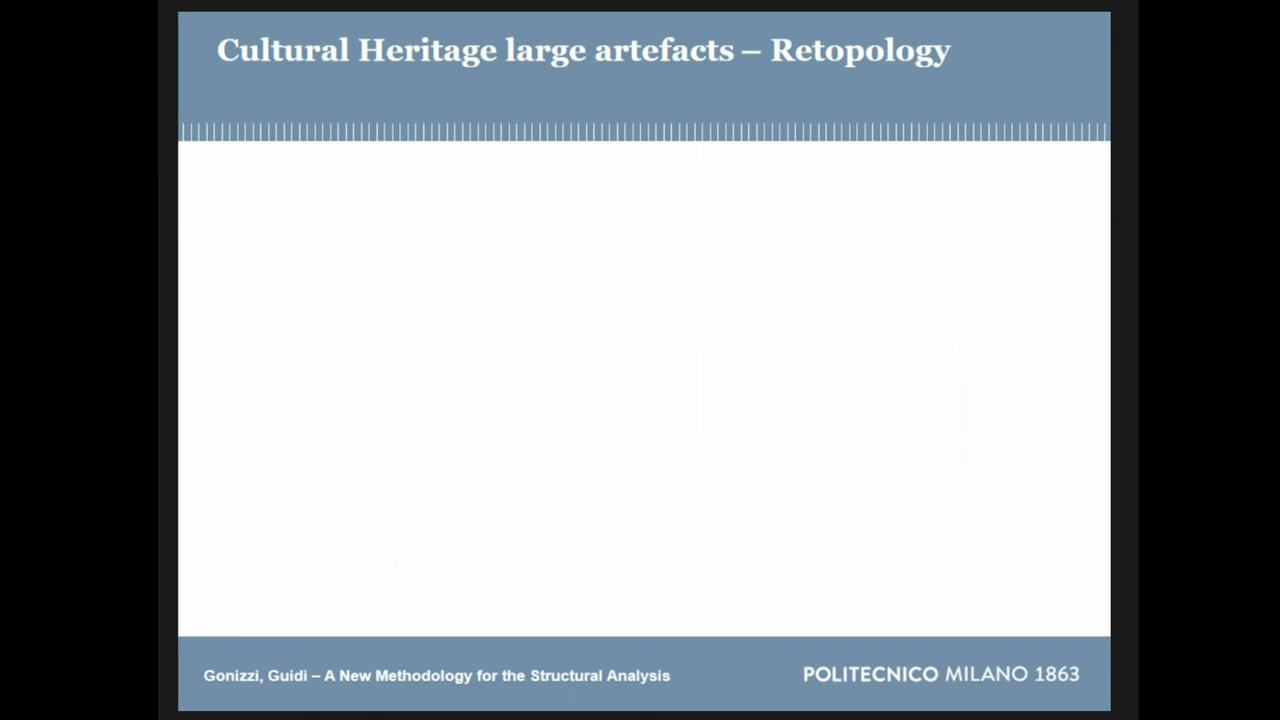 Cultural Heritage large artefacts – Retopology
Gonizzi, Guidi – A New Methodology for the Structural Analysis
POLITECNICO MILANO 1863